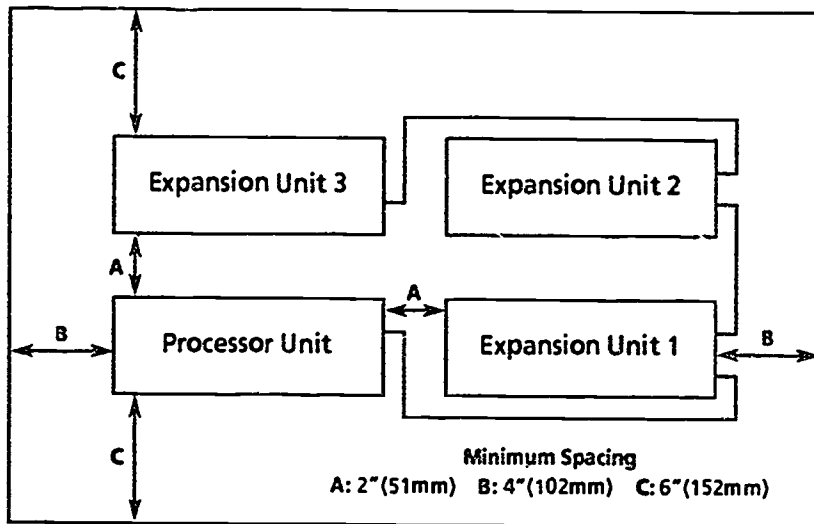 C
Expansion Unit 3
Expansion Unit 2
A
A
B
Processor Unit
Expansion Unit 1
B
C
Minimum Spacing
A: 2"(51mm) B: 4"(102mm) C: 6"(152mm)